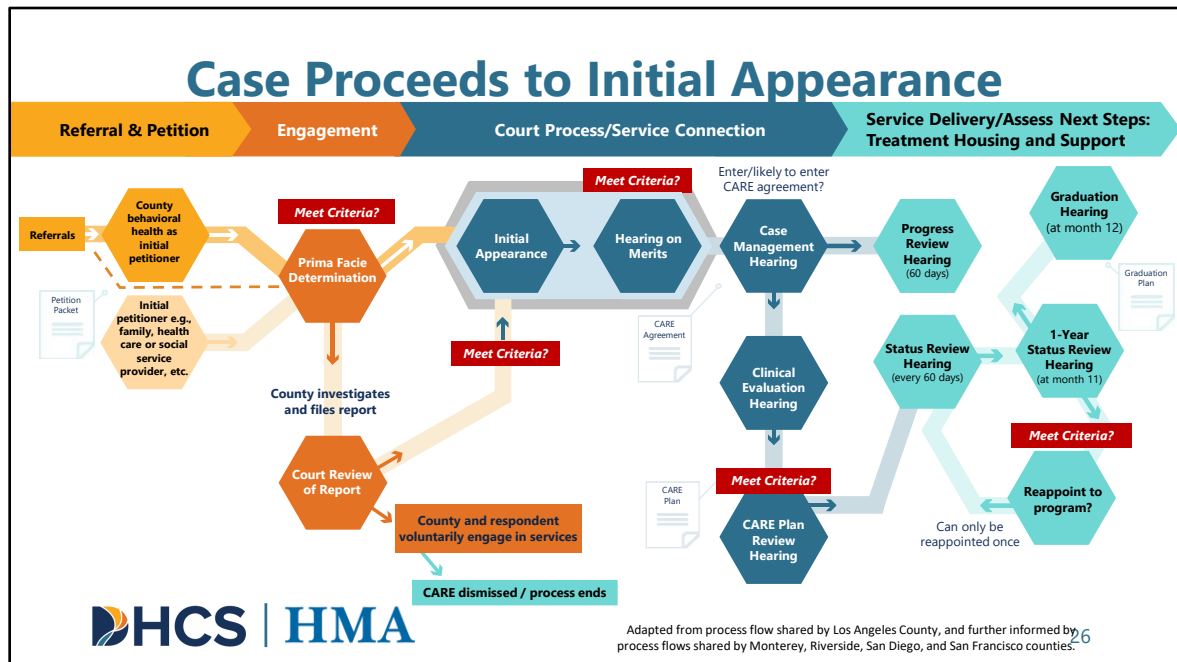 Case Proceeds to Initial Appearance
Referral & Petition
Engagement
Court Process/Service Connection
Service Delivery/Assess Next Steps:
Treatment Housing and Support
Referrals
County
behavioral
health as
initial
petitioner
Petition
Packet
Initial
petitioner e.g.,
family, health
care or social
service
provider, etc.
Meet Criteria?
Prima Facie
Determination
County investigates
and files report
Court Review
of Report
County and respondent
voluntarily engage in services
CARE dismissed / process ends
Meet Criteria?
Initial
Appearance
Hearing on
Merits
Meet Criteria?
Enter/likely to enter
CARE agreement?
Case
Management
Hearing
CARE
Agreement
Clinical
Evaluation
Hearing
CARE
Plan
Meet Criteria?
CARE Plan
Review
Hearing
Progress
Review
Hearing
(60 days)
Status Review
Hearing
(every 60 days)
Graduation
Hearing
(at month 12)
Graduation
Plan
1-Year
Status Review
Hearing
(at month 11)
Meet Criteria?
Reappoint to
program?
Can only be
reappointed once
DHCS
HMA
Adapted from process flow shared by Los Angeles County, and further informed by
process flows shared by Monterey, Riverside, San Diego, and San Francisco counties.
26